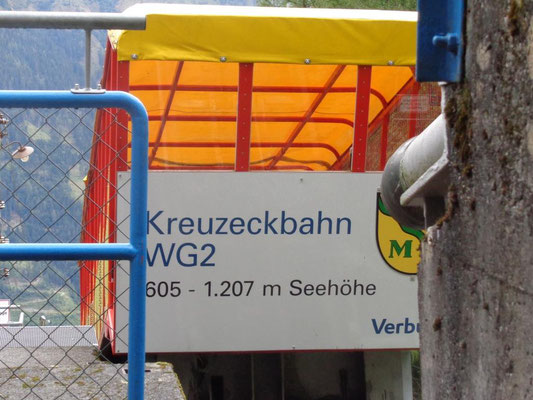 Kreuzeckbahn
WG2
605 - 1.207 m Seehöhe